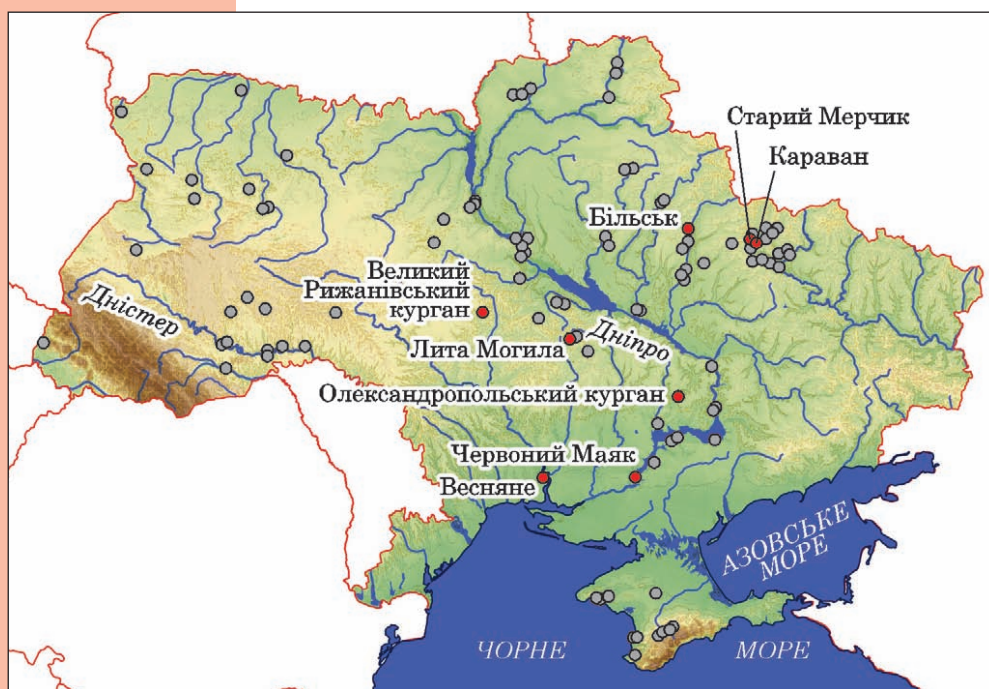 Старий Мерчик
Караван
Більськ
Великий
Рижанівський
курган
Дністер
Лита Могила
Дніпро
Олександропольський курган
Червоний Маяк
Весняне
АЗОВСЬКЕ
МОРЕ
ЧОРНЕ
МОРЕ